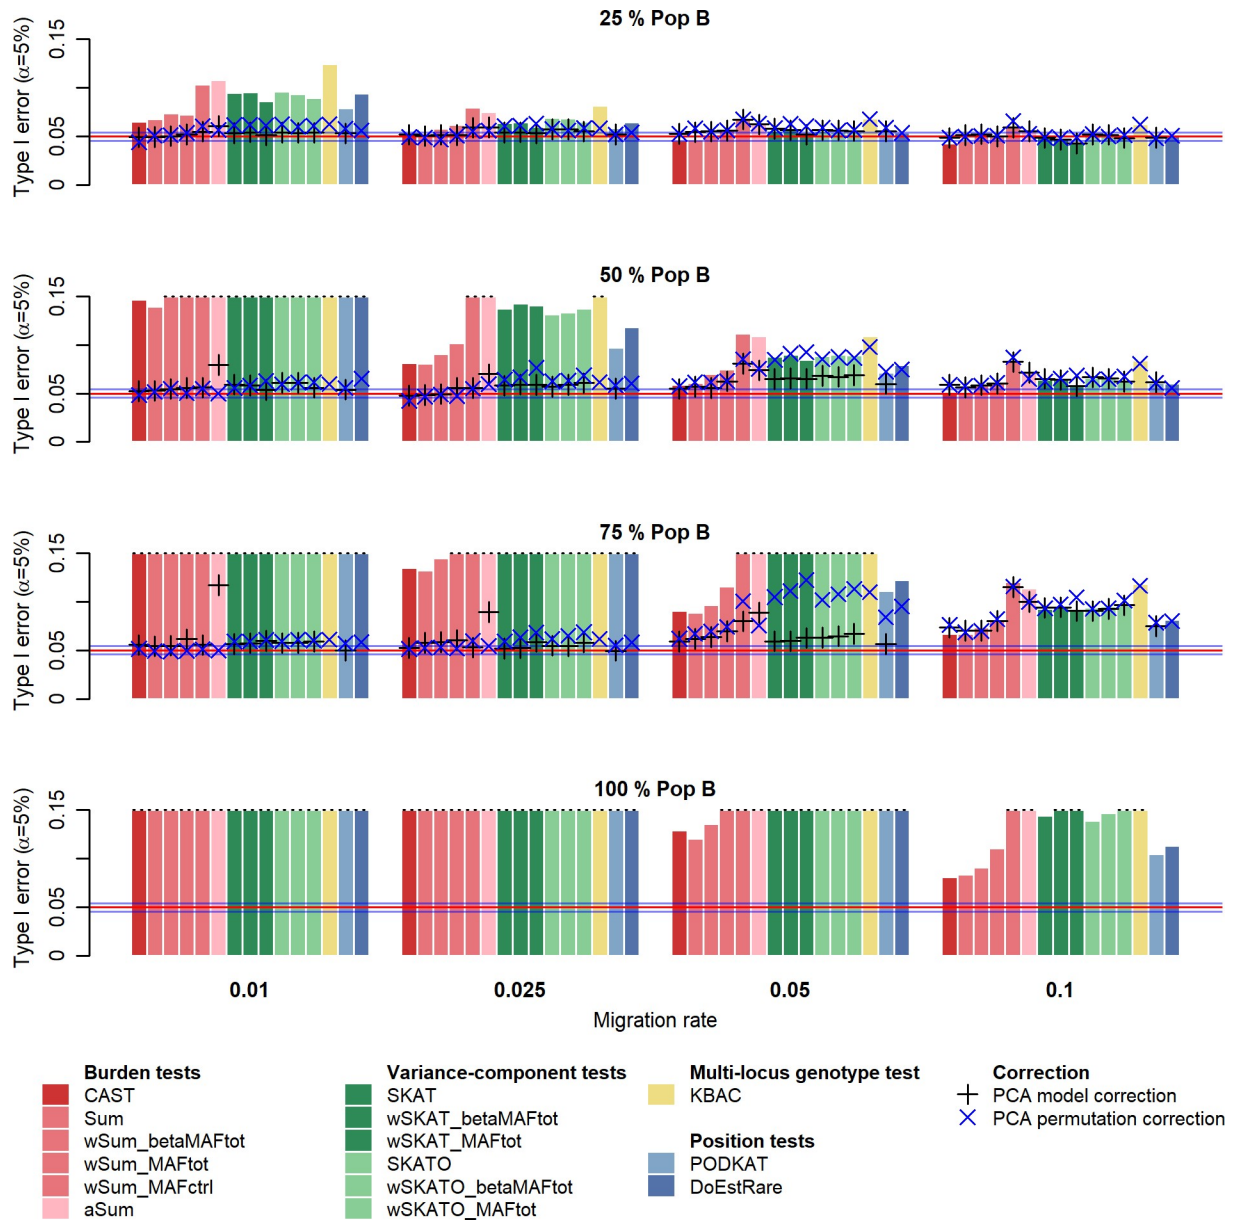 25 % Pop B
Type I error (α=5%)
0.15
0.05
0
50 % Pop B
Type I error (α=5%)
0.15
0.05
0
75 % Pop B
Type I error (α=5%)
0.15
0.05
0
100 % Pop B
Type I error (α=5%)
0.15
0.05
0
0.01 0.025 0.05 0.1
Migration rate
Burden tests
CAST
Sum
wSum_betaMAFtot
wSum_MAFtot
wSum_MAFctrl
aSum
Variance-component tests
SKAT
wSKAT_betaMAFtot
wSKAT_MAFtot
SKATO
wSKATO_betaMAFtot
wSKATO_MAFtot
Multi-locus genotype test
KBAC
Position tests
PODKAT
DoEstRare
Correction
PCA model correction
PCA permutation correction